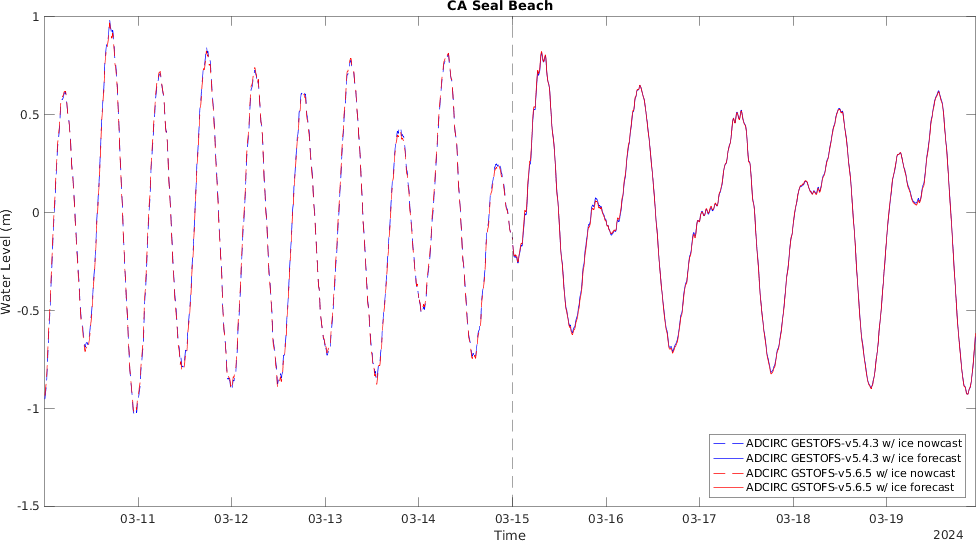 CA Seal Beach
1
0.5
0
-0.5
-1
-1.5
Water Level (m)
03-11 03-12 03-13 03-14 03-15 03-16 03-17 03-18 03-19
Time
2024
ADCIRC GESTOFS-v5.4.3 w/ ice nowcast
ADCIRC GESTOFS-v5.4.3 w/ ice forecast
ADCIRC GSTOFS-v5.6.5 w/ ice nowcast
ADCIRC GSTOFS-v5.6.5 w/ ice forecast